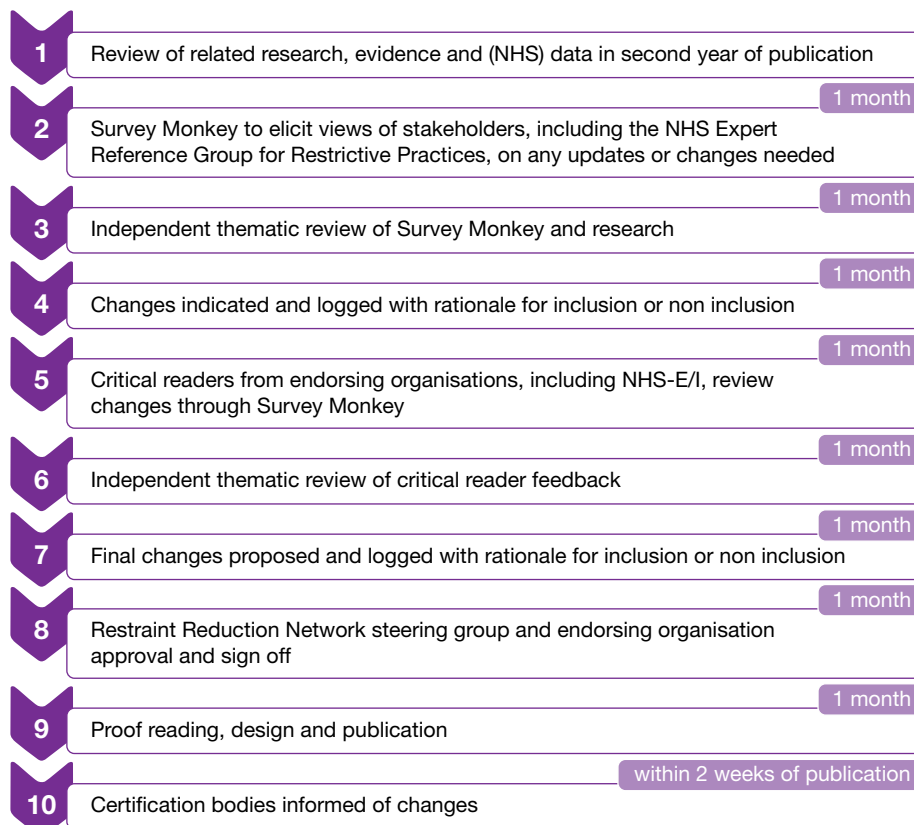 1
Review of related research, evidence and (NHS) data in second year of publication
1 month
2
Survey Monkey to elicit views of stakeholders, including the NHS Expert
Reference Group for Restrictive Practices, on any updates or changes needed
1 month
3
Independent thematic review of Survey Monkey and research
1 month
4
Changes indicated and logged with rationale for inclusion or non inclusion
1 month
5
Critical readers from endorsing organisations, including NHS-E/I, review
changes through Survey Monkey
1 month
6
Independent thematic review of critical reader feedback
1 month
7
Final changes proposed and logged with rationale for inclusion or non inclusion
1 month
8
Restraint Reduction Network steering group and endorsing organisation
approval and sign off
1 month
9
Proof reading, design and publication
within 2 weeks of publication
10
Certification bodies informed of changes